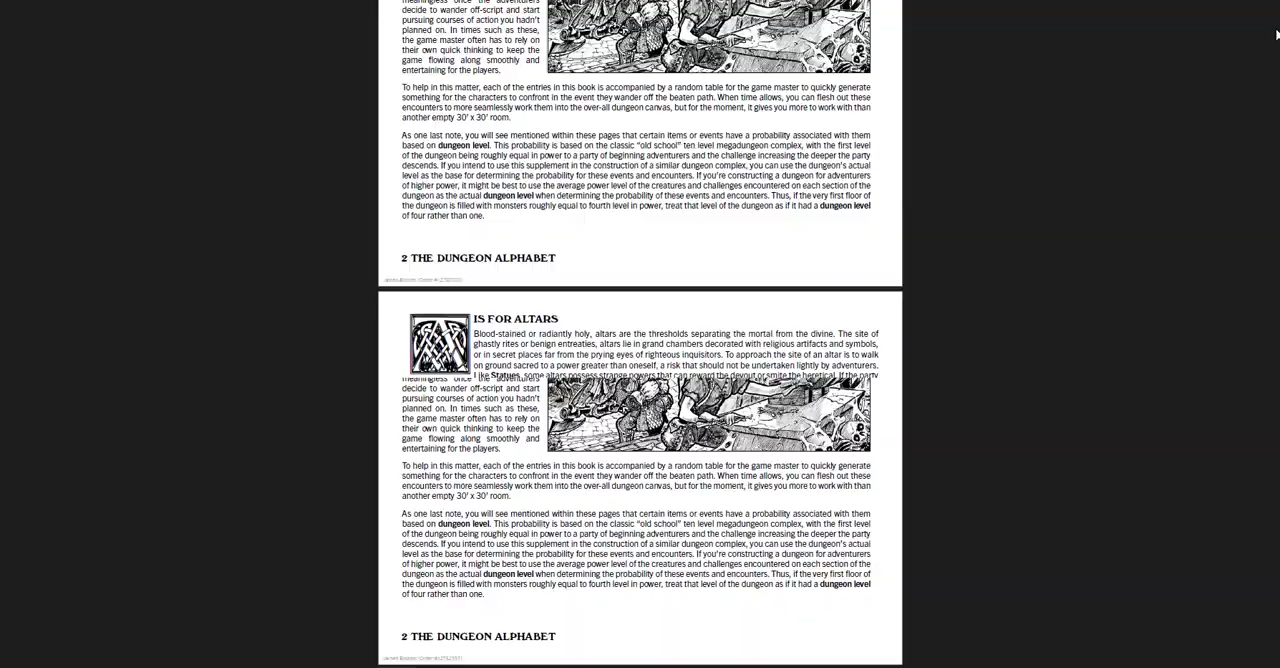 meaningless once the adventurers
decide to wander off-script and start
pursuing courses of action you hadn't
planned on. In times such as these,
the game master often has to rely on
their own quick thinking to keep the
game flowing along smoothly and
entertaining for the players.
To help in this matter, each of the entries in this book is accompanied by a random table for the game master to quickly generate
something for the characters to confront in the event they wander off the beaten path. When time allows, you can flesh out these
encounters to more seamlessly work them into the over-all dungeon canvas, but for the moment, it gives you more to work with than
another empty 30' x 30' room.
As one last note, you will see mentioned within these pages that certain items or events have a probability associated with them
based on dungeon level. This probability is based on the classic “old school” ten level megadungeon complex, with the first level
of the dungeon being roughly equal in power to a party of beginning adventurers and the challenge increasing the deeper the party
descends. If you intend to use this supplement in the construction of a similar dungeon complex, you can use the dungeon's actual
level as the base for determining the probability for these events and encounters. If you're constructing a dungeon for adventurers
of higher power, it might be best to use the average power level of the creatures and challenges encountered on each section of the
dungeon as the actual dungeon level when determining the probability of these events and encounters. Thus, if the very first floor of
the dungeon is filled with monsters roughly equal to fourth level in power, treat that level of the dungeon as if it had a dungeon level
of four rather than one.
2 THE DUNGEON ALPHABET
A IS FOR ALTARS
Blood-stained or radiantly holy, altars are the thresholds separating the mortal from the divine. The site of
ghastly rites or benign entreaties, altars lie in grand chambers decorated with religious artifacts and symbols,
or in secret places far from the prying eyes of righteous inquisitors. To approach the site of an altar is to walk
on ground sacred to a power greater than oneself, a risk that should not be undertaken lightly by adventurers.
Like Statues, some altars possess strange powers that can reward the devout or smite the heretical. If the party
meaningless once the adventurers
decide to wander off-script and start
pursuing courses of action you hadn't
planned on. In times such as these,
the game master often has to rely on
their own quick thinking to keep the
game flowing along smoothly and
entertaining for the players.
To help in this matter, each of the entries in this book is accompanied by a random table for the game master to quickly generate
something for the characters to confront in the event they wander off the beaten path. When time allows, you can flesh out these
encounters to more seamlessly work them into the over-all dungeon canvas, but for the moment, it gives you more to work with than
another empty 30' x 30' room.
As one last note, you will see mentioned within these pages that certain items or events have a probability associated with them
based on dungeon level. This probability is based on the classic “old school” ten level megadungeon complex, with the first level
of the dungeon being roughly equal in power to a party of beginning adventurers and the challenge increasing the deeper the party
descends. If you intend to use this supplement in the construction of a similar dungeon complex, you can use the dungeon's actual
level as the base for determining the probability for these events and encounters. If you're constructing a dungeon for adventurers
of higher power, it might be best to use the average power level of the creatures and challenges encountered on each section of the
dungeon as the actual dungeon level when determining the probability of these events and encounters. Thus, if the very first floor of
the dungeon is filled with monsters roughly equal to fourth level in power, treat that level of the dungeon as if it had a dungeon level
of four rather than one.
2 THE DUNGEON ALPHABET